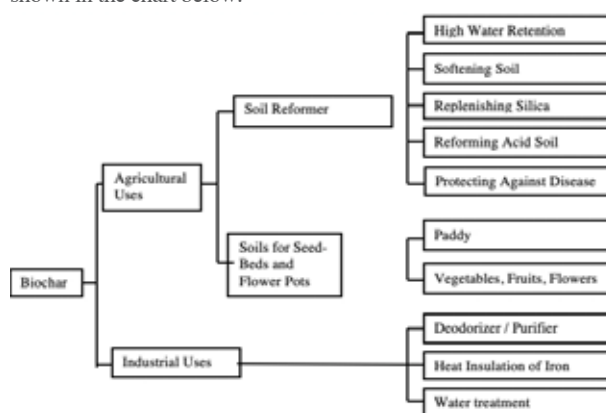 shown in the chart below.
High Water Retention
Softening Soil
Soil Reformer
Replenishing Silica
Reforming Acid Soil
Agricultural
Uses
Protecting Against Disease
Soils for Seed-
Beds and
Flower Pots
Paddy
Vegetables, Fruits, Flowers
Biochar
Deodorizer / Purifier
Industrial Uses
Heat Insulation of Iron
Water treatment